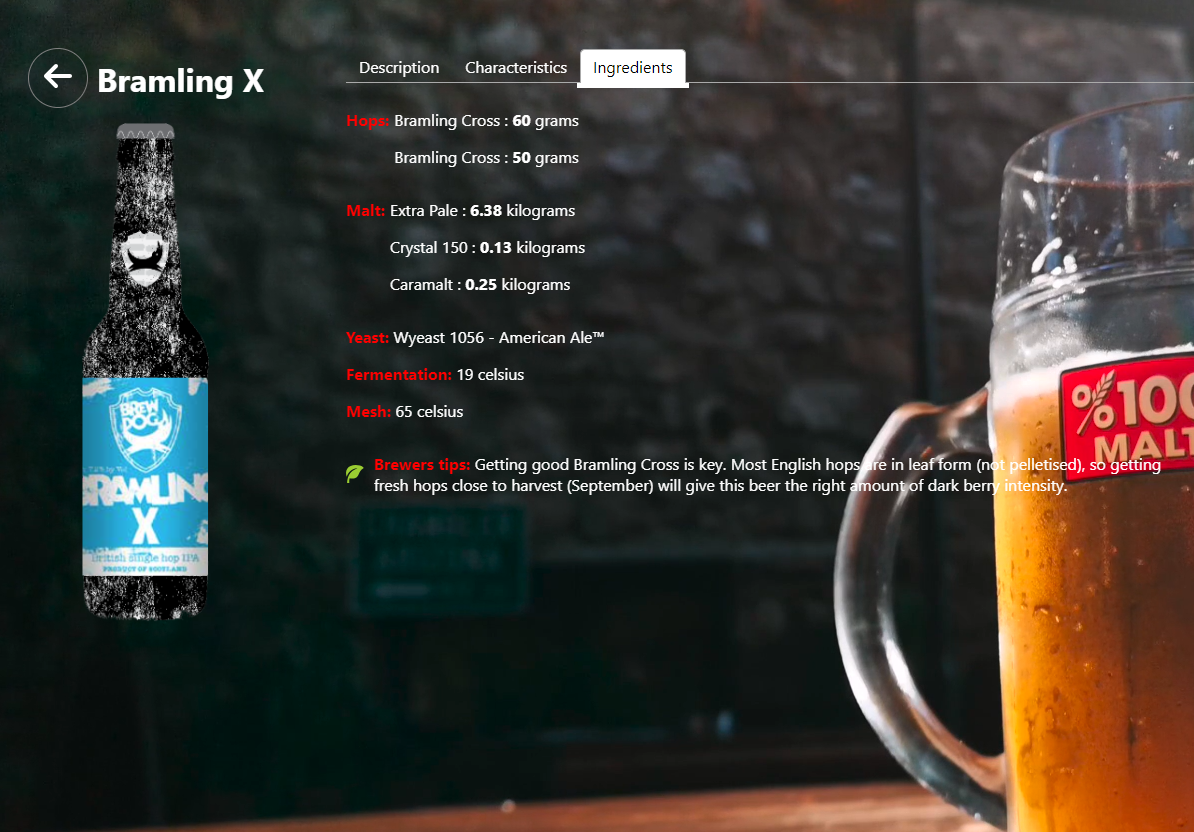 Bramling X
Description
Characteristics
Ingredients
Hops: Bramling Cross : 60 grams
Bramling Cross : 50 grams
Malt: Extra Pale : 6.38 kilograms
Crystal 150 : 0.13 kilograms
Caramalt : 0.25 kilograms
Yeast: Wyeast 1056 - American Ale™
Fermentation: 19 celsius
Mesh: 65 celsius
Brewers tips: Getting good Bramling Cross is key. Most English hops are in leaf form (not pelletised), so getting
fresh hops close to harvest (September) will give this beer the right amount of dark berry intensity.
BREW
DOG
BRAMLING
X
British single hop IPA
PRODUCT OF SCOTLAND
%100
MALT